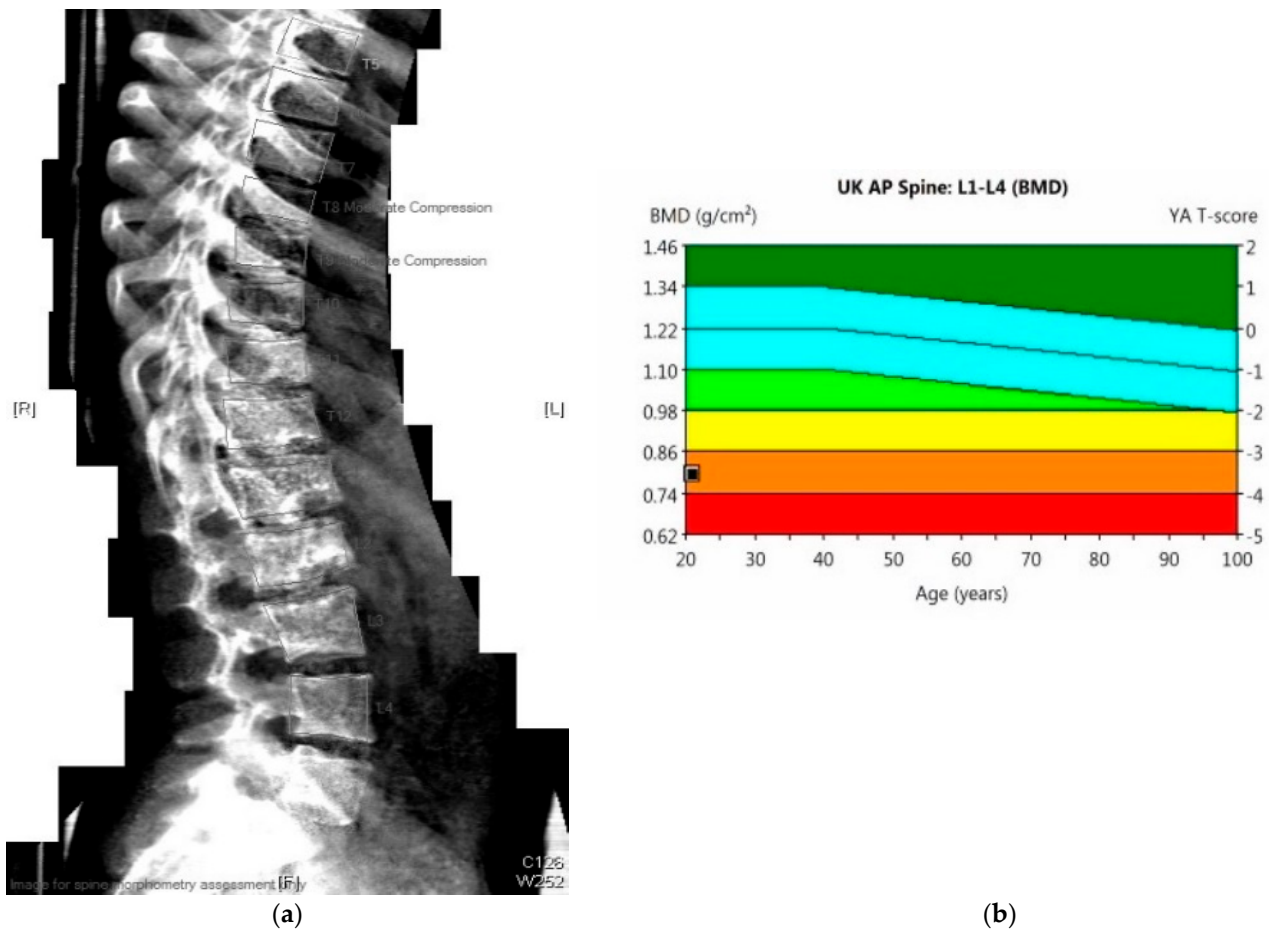 T5
T7
T8 Moderate Compression
T9 Moderate Compression
T10
T12
[R]
[L]
L3
L4
C126
W252
Image for spine morphometry assessment only
[F]
(a)
UK AP Spine: L1-L4 (BMD)
BMD (g/cm²)
YA T-score
1.46
1.34
1.22
1.10
0.98
0.86
0.74
0.62
2
1
0
-1
-2
-3
-4
-5
20 30 40 50 60 70 80 90 100
Age (years)
(b)